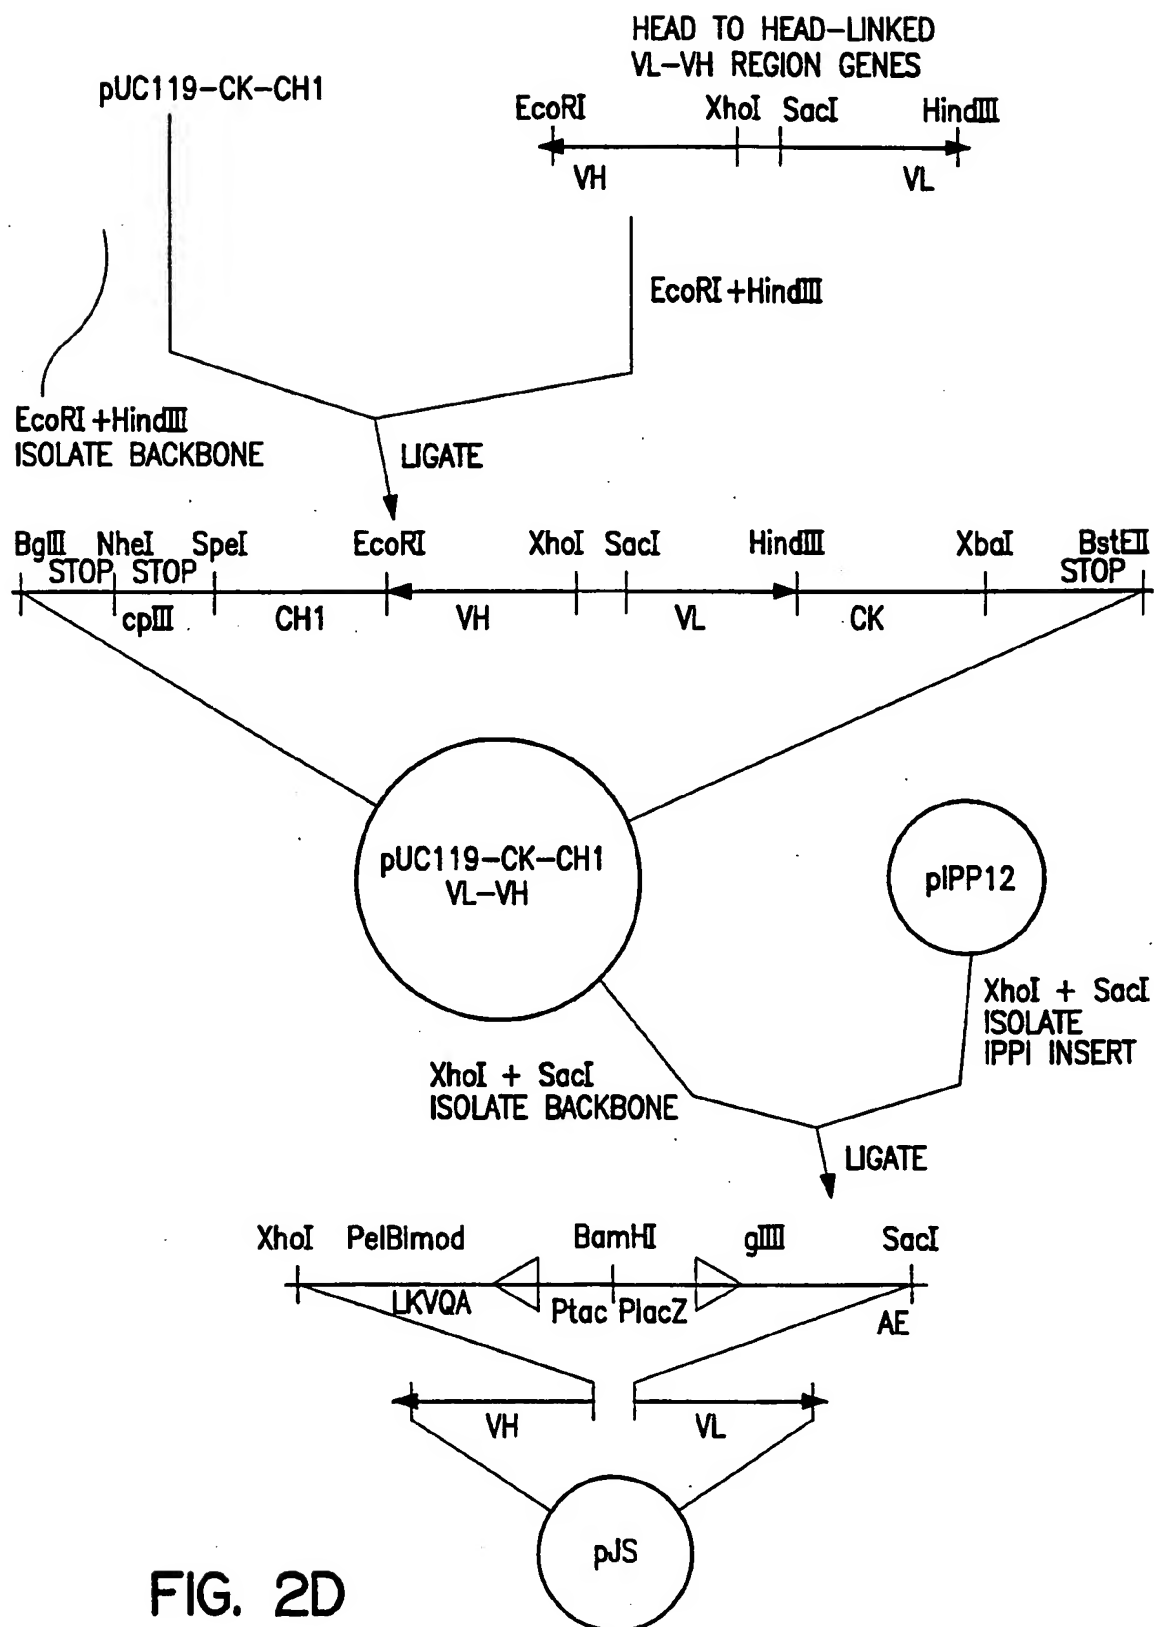 HEAD TO HEAD-LINKED
VL-VH REGION GENES
pUC119-CK-CH1
EcoRI XhoI SacI HindIII
VH VL
EcoRI+HindIII
EcoRI+HindIII
ISOLATE BACKBONE
LIGATE
BglII NheI SpeI EcoRI XhoI SacI HindIII XbaI BstEII
STOP STOP STOP
cpIII CH1 VH VL CK
pUC119-CK-CH1
VL-VH
pIPP12
XhoI + SacI
ISOLATE
IPPI INSERT
XhoI + SacI
ISOLATE BACKBONE
LIGATE
XhoI PelBlmod BamHI gIIII SacI
LKVQA Ptac PlacZ AE
VH VL
pJS
FIG. 2D